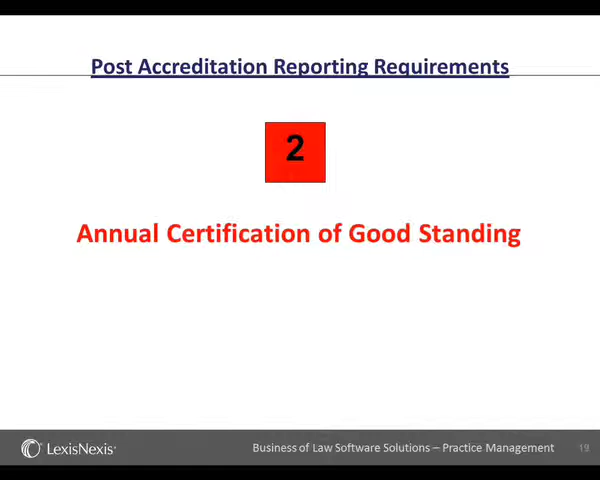 Post Accreditation Reporting Requirements
2
Annual Certification of Good Standing
LexisNexis® Business of Law Software Solutions – Practice Management 19